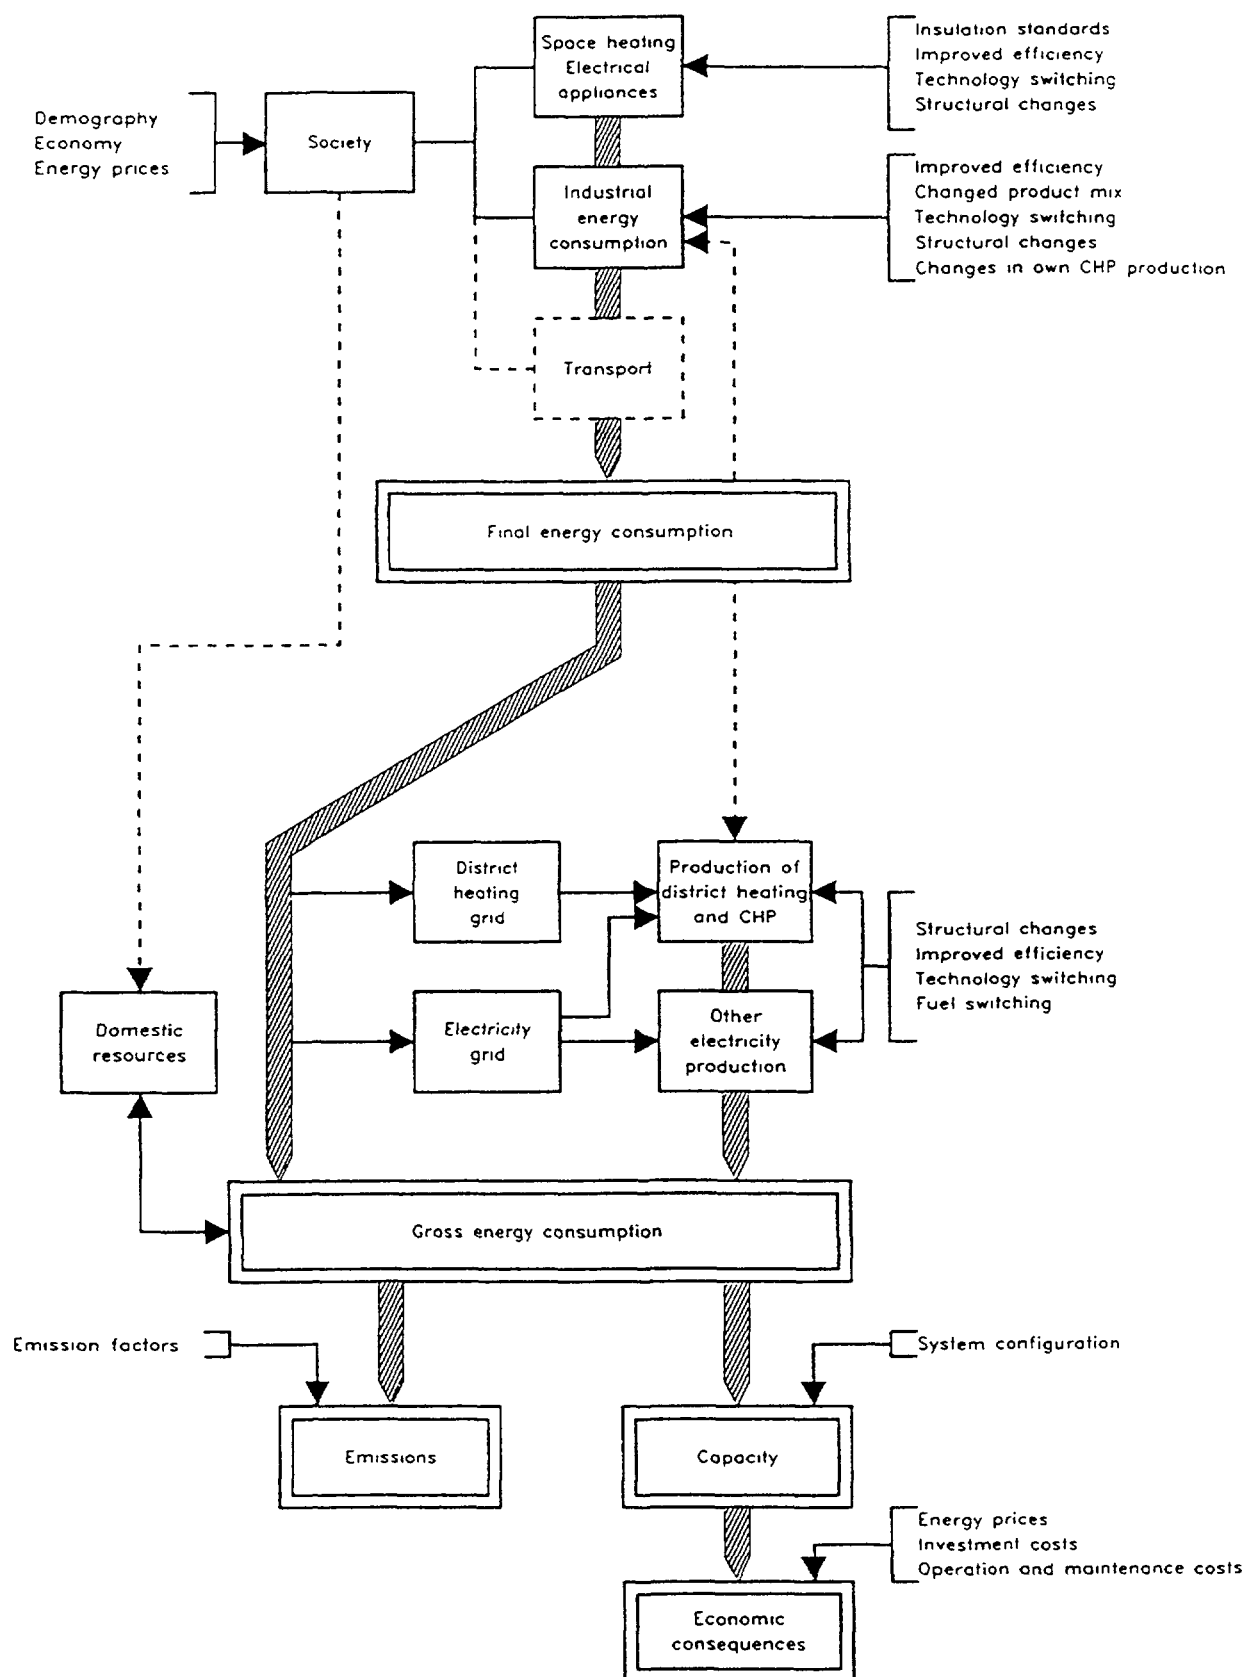 Space heating
Electrical
appliances
Insulation standards
Improved efficiency
Technology switching
Structural changes
Demography
Economy
Energy prices
Society
Industrial
energy
consumption
Improved efficiency
Changed product mix
Technology switching
Structural changes
Changes in own CHP production
Transport
Final energy consumption
District
heating
grid
Production of
district heating
and CHP
Structural changes
Improved efficiency
Technology switching
Fuel switching
Domestic
resources
Electricity
grid
Other
electricity
production
Gross energy consumption
Emission factors
System configuration
Emissions
Capacity
Energy prices
Investment costs
Operation and maintenance costs
Economic
consequences